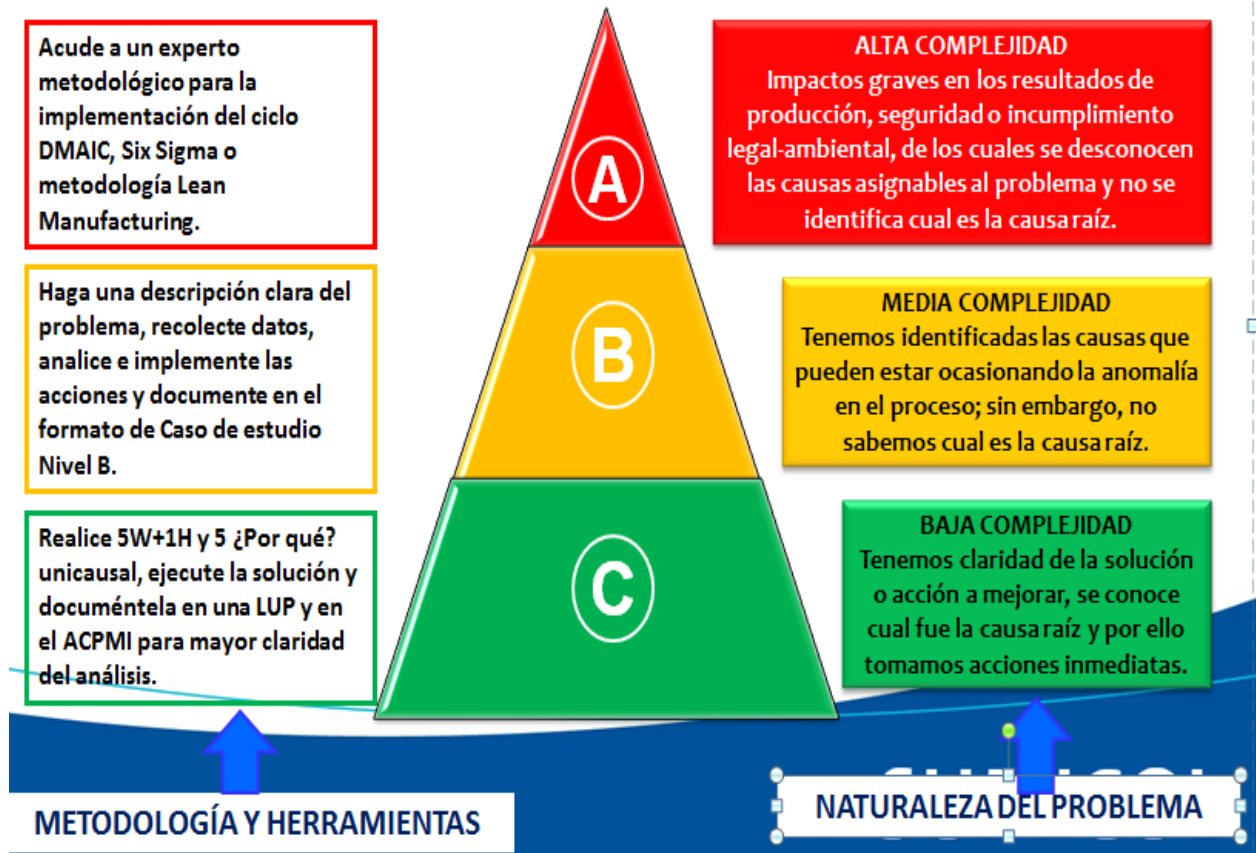 Acude a un experto
metodológico para la
implementación del ciclo
DMAIC, Six Sigma o
metodología Lean
Manufacturing.
A
ALTA COMPLEJIDAD
Impactos graves en los resultados de
producción, seguridad o incumplimiento
legal-ambiental, de los cuales se desconocen
las causas asignables al problema y no se
identifica cual es la causa raíz.
Haga una descripción clara del
problema, recolecte datos,
analice e implemente las
acciones y documente en el
formato de Caso de estudio
Nivel B.
B
MEDIA COMPLEJIDAD
Tenemos identificadas las causas que
pueden estar ocasionando la anomalía
en el proceso; sin embargo, no
sabemos cual es la causa raíz.
Realice 5W+1H y 5 ¿Por qué?
unicausal, ejecute la solución y
documéntela en una LUP y en
el ACPMI para mayor claridad
del análisis.
C
BAJA COMPLEJIDAD
Tenemos claridad de la solución
o acción a mejorar, se conoce
cual fue la causa raíz y por ello
tomamos acciones inmediatas.
METODOLOGÍA Y HERRAMIENTAS
NATURALEZA DEL PROBLEMA